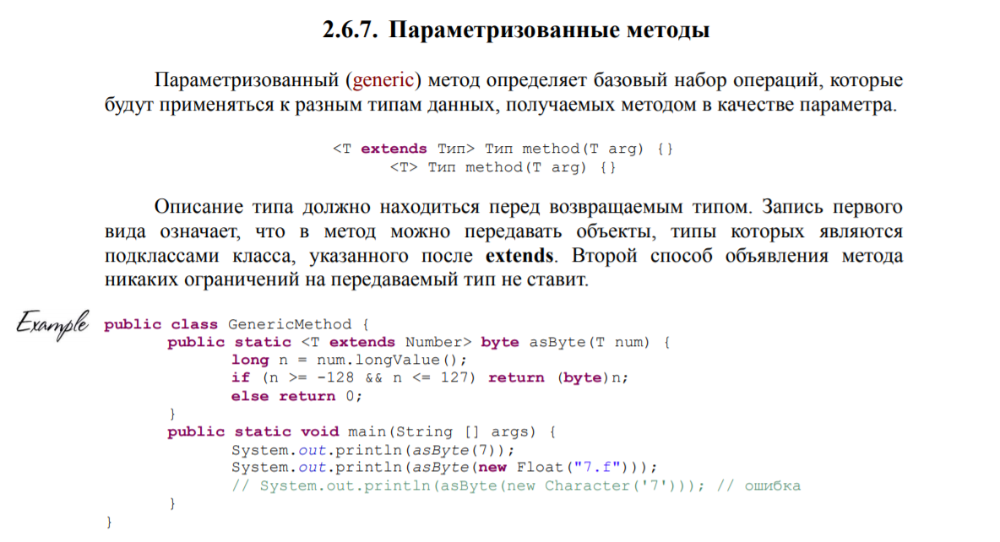 2.6.7. Параметризованные методы
Параметризованный (generic) метод определяет базовый набор операций, которые
будут применяться к разным типам данных, получаемых методом в качестве параметра.
<T extends Тип> Тип method(T arg) {}
<T> Тип method(T arg) {}
Описание типа должно находиться перед возвращаемым типом. Запись первого
вида означает, что в метод можно передавать объекты, типы которых являются
подклассами класса, указанного после extends. Второй способ объявления метода
никаких ограничений на передаваемый тип не ставит.
Example public class GenericMethod {
public static <T extends Number> byte asByte(T num) {
long n = num.longValue();
if (n >= -128 && n <= 127) return (byte)n;
else return 0;
}
public static void main(String [] args) {
System.out.println(asByte(7));
System.out.println(asByte(new Float("7.f")));
// System.out.println(asByte(new Character('7'))); // ошибка
}
}